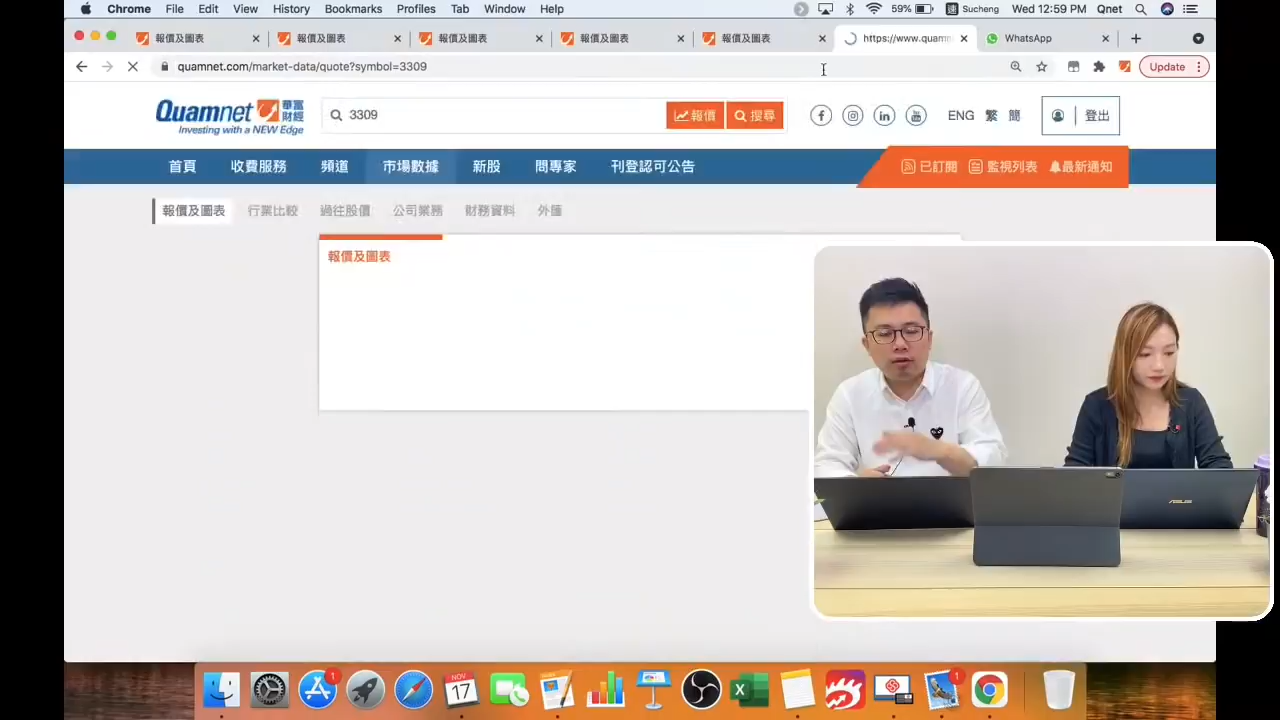 Chrome File Edit View History Bookmarks Profiles Tab Window Help 59% 速 Sucheng Wed 12:59 PM Qnet
報價及圖表 報價及圖表 報價及圖表 報價及圖表 報價及圖表 https://www.quamn WhatsApp
quamnet.com/market-data/quote?symbol=3309 Update
Quamnet 華富財經
Investing with a NEW Edge
3309 報價 搜尋 ENG 繁 簡 登出
首頁 收費服務 頻道 市場數據 新股 問專家 刊登認可公告 已訂閱 監視列表 最新通知
報價及圖表 行業比較 過往股價 公司業務 財務資料 外匯
報價及圖表
ASUS
1
NOV
17
1